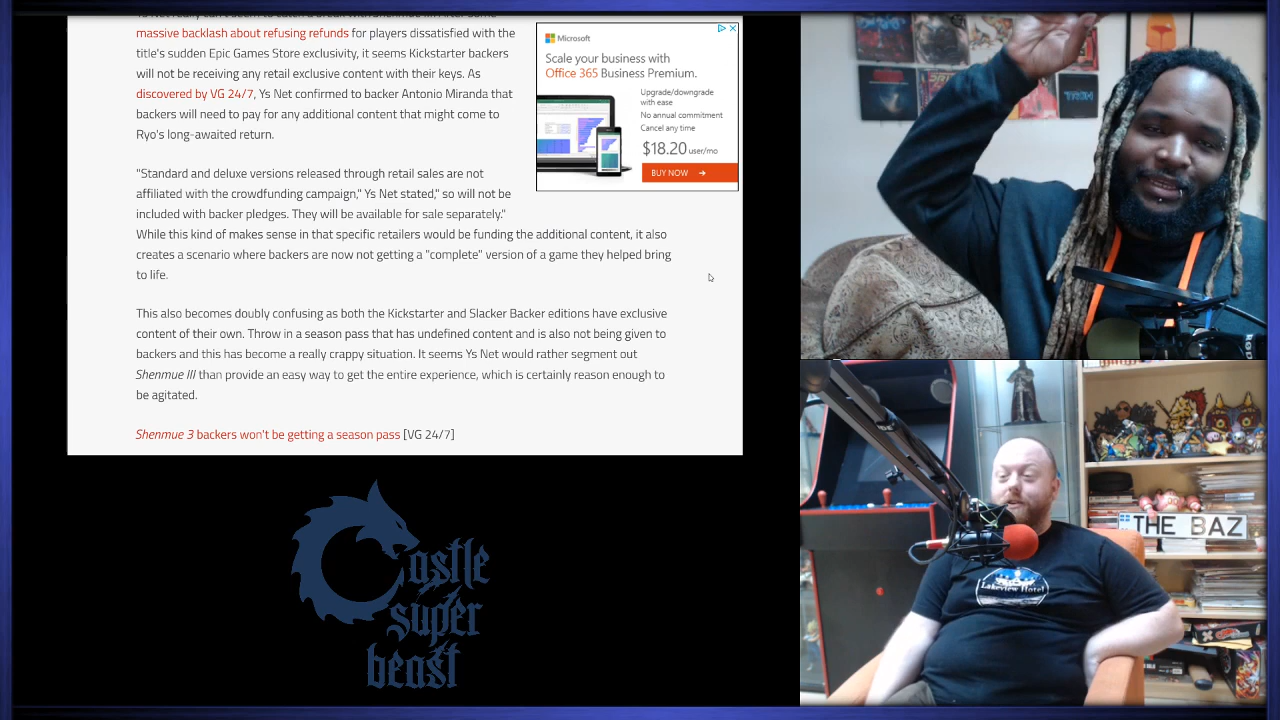 massive backlash about refusing refunds for players dissatisfied with the
title's sudden Epic Games Store exclusivity, it seems Kickstarter backers
will not be receiving any retail exclusive content with their keys. As
discovered by VG 24/7, Ys Net confirmed to backer Antonio Miranda that
backers will need to pay for any additional content that might come to
Ryo's long-awaited return.
"Standard and deluxe versions released through retail sales are not
affiliated with the crowdfunding campaign," Ys Net stated," so will not be
included with backer pledges. They will be available for sale separately."
While this kind of makes sense in that specific retailers would be funding the additional content, it also
creates a scenario where backers are now not getting a "complete" version of a game they helped bring
to life.
This also becomes doubly confusing as both the Kickstarter and Slacker Backer editions have exclusive
content of their own. Throw in a season pass that has undefined content and is also not being given to
backers and this has become a really crappy situation. It seems Ys Net would rather segment out
Shenmue III than provide an easy way to get the entire experience, which is certainly reason enough to
be agitated.
Shenmue 3 backers won't be getting a season pass [VG 24/7]
Microsoft
Scale your business with
Office 365 Business Premium.
Upgrade/downgrade
with ease
No annual commitment
Cancel any time
$18.20 user/mo
BUY NOW
Castle
super
beast
TRON
THE BAZ
Lakeview Hotel